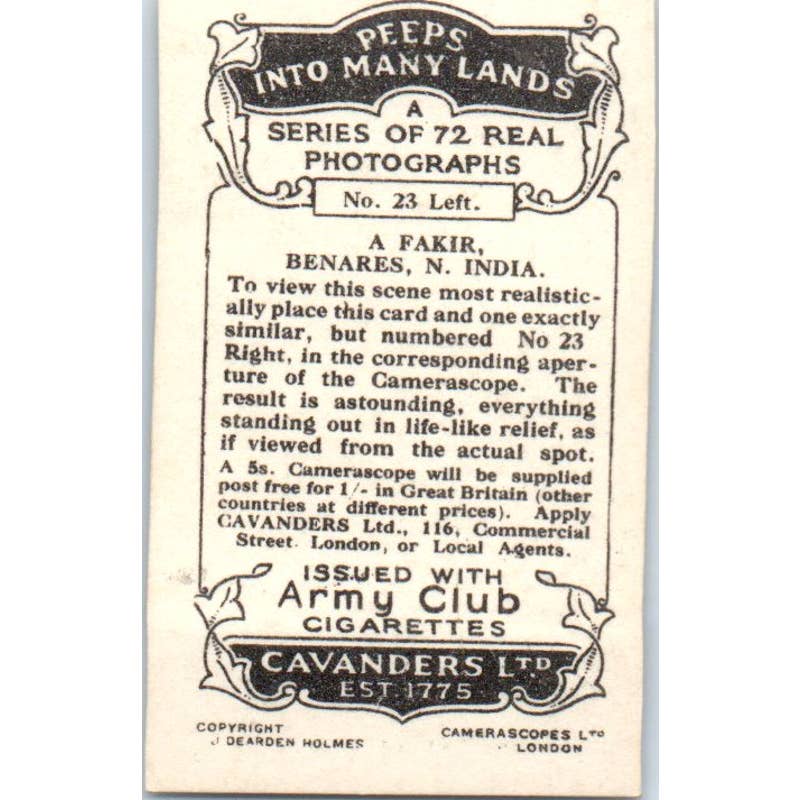 PEEPS
INTO MANY LANDS
A
SERIES OF 72 REAL
PHOTOGRAPHS
No. 23 Left.
A FAKIR,
BENARES, N. INDIA.
To view this scene most realistic-
ally place this card and one exactly
similar, but numbered No 23
Right, in the corresponding aper-
ture of the Camerascope. The
result is astounding, everything
standing out in life-like relief, as
if viewed from the actual spot.
A 5s. Camerascope will be supplied
post free for 1/- in Great Britain (other
countries at different prices). Apply
CAVANDERS Ltd., 116, Commercial
Street. London, or Local Agents.
ISSUED WITH
Army Club
CIGARETTES
CAVANDERS LTD
EST. 1775
COPYRIGHT
J DEARDEN HOLMES
CAMERASCOPES LTD
LONDON